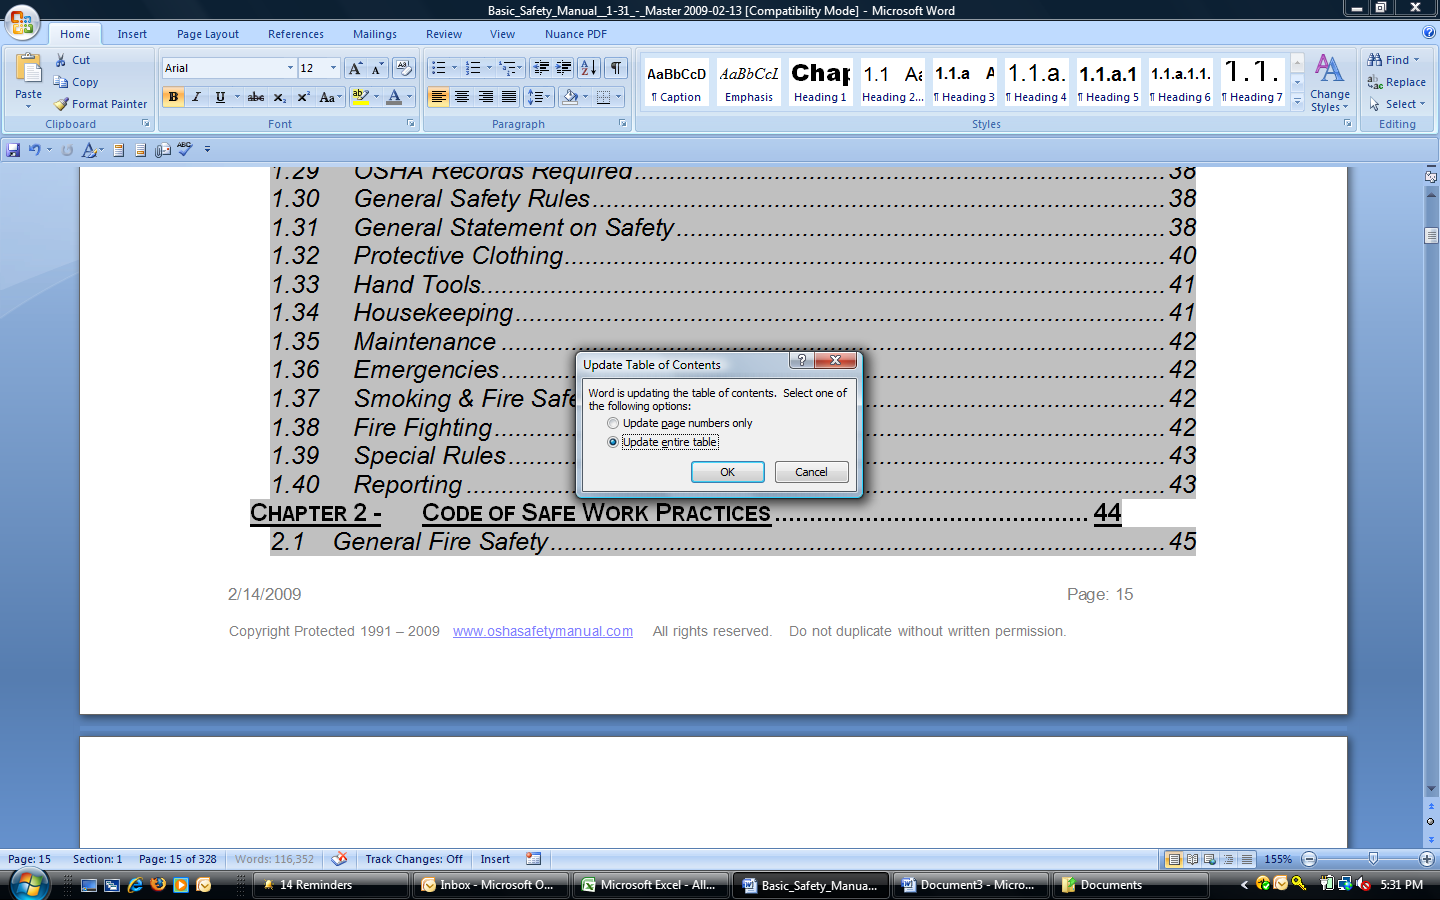 Basic_Safety_Manual__1-31_-_Master 2009-02-13 [Compatibility Mode] - Microsoft Word
Home Insert Page Layout References Mailings Review View Nuance PDF
Paste
Cut
Copy
Format Painter
Clipboard
Arial 12
Font
Paragraph
AaBbCcD AaBbCcI Chap 1.1 Aa 1.1.a A 1.1.a. 1.1.a.1 1.1.a.1.1. 1.1.
¶ Caption Emphasis Heading 1 Heading 2... ¶ Heading 3 ¶ Heading 4 ¶ Heading 5 ¶ Heading 6 ¶ Heading 7
Change Styles
Styles
Find
Replace
Select
Editing
1.29 OSHA Records Required 38
1.30 General Safety Rules 38
1.31 General Statement on Safety 38
1.32 Protective Clothing 40
1.33 Hand Tools 41
1.34 Housekeeping 41
1.35 Maintenance 42
1.36 Emergencies 42
1.37 Smoking & Fire Safe 42
1.38 Fire Fighting 42
1.39 Special Rules 43
1.40 Reporting 43
CHAPTER 2 - CODE OF SAFE WORK PRACTICES 44
2.1 General Fire Safety 45
Update Table of Contents
Word is updating the table of contents. Select one of
the following options:
Update page numbers only
Update entire table
OK Cancel
2/14/2009 Page: 15
Copyright Protected 1991 – 2009 www.oshasafetymanual.com All rights reserved. Do not duplicate without written permission.
Page: 15 Section: 1 Page: 15 of 328 Words: 116,352 Track Changes: Off Insert 155%
14 Reminders Inbox - Microsoft O... Microsoft Excel - All... Basic_Safety_Manua... Document3 - Micro... Documents 5:31 PM